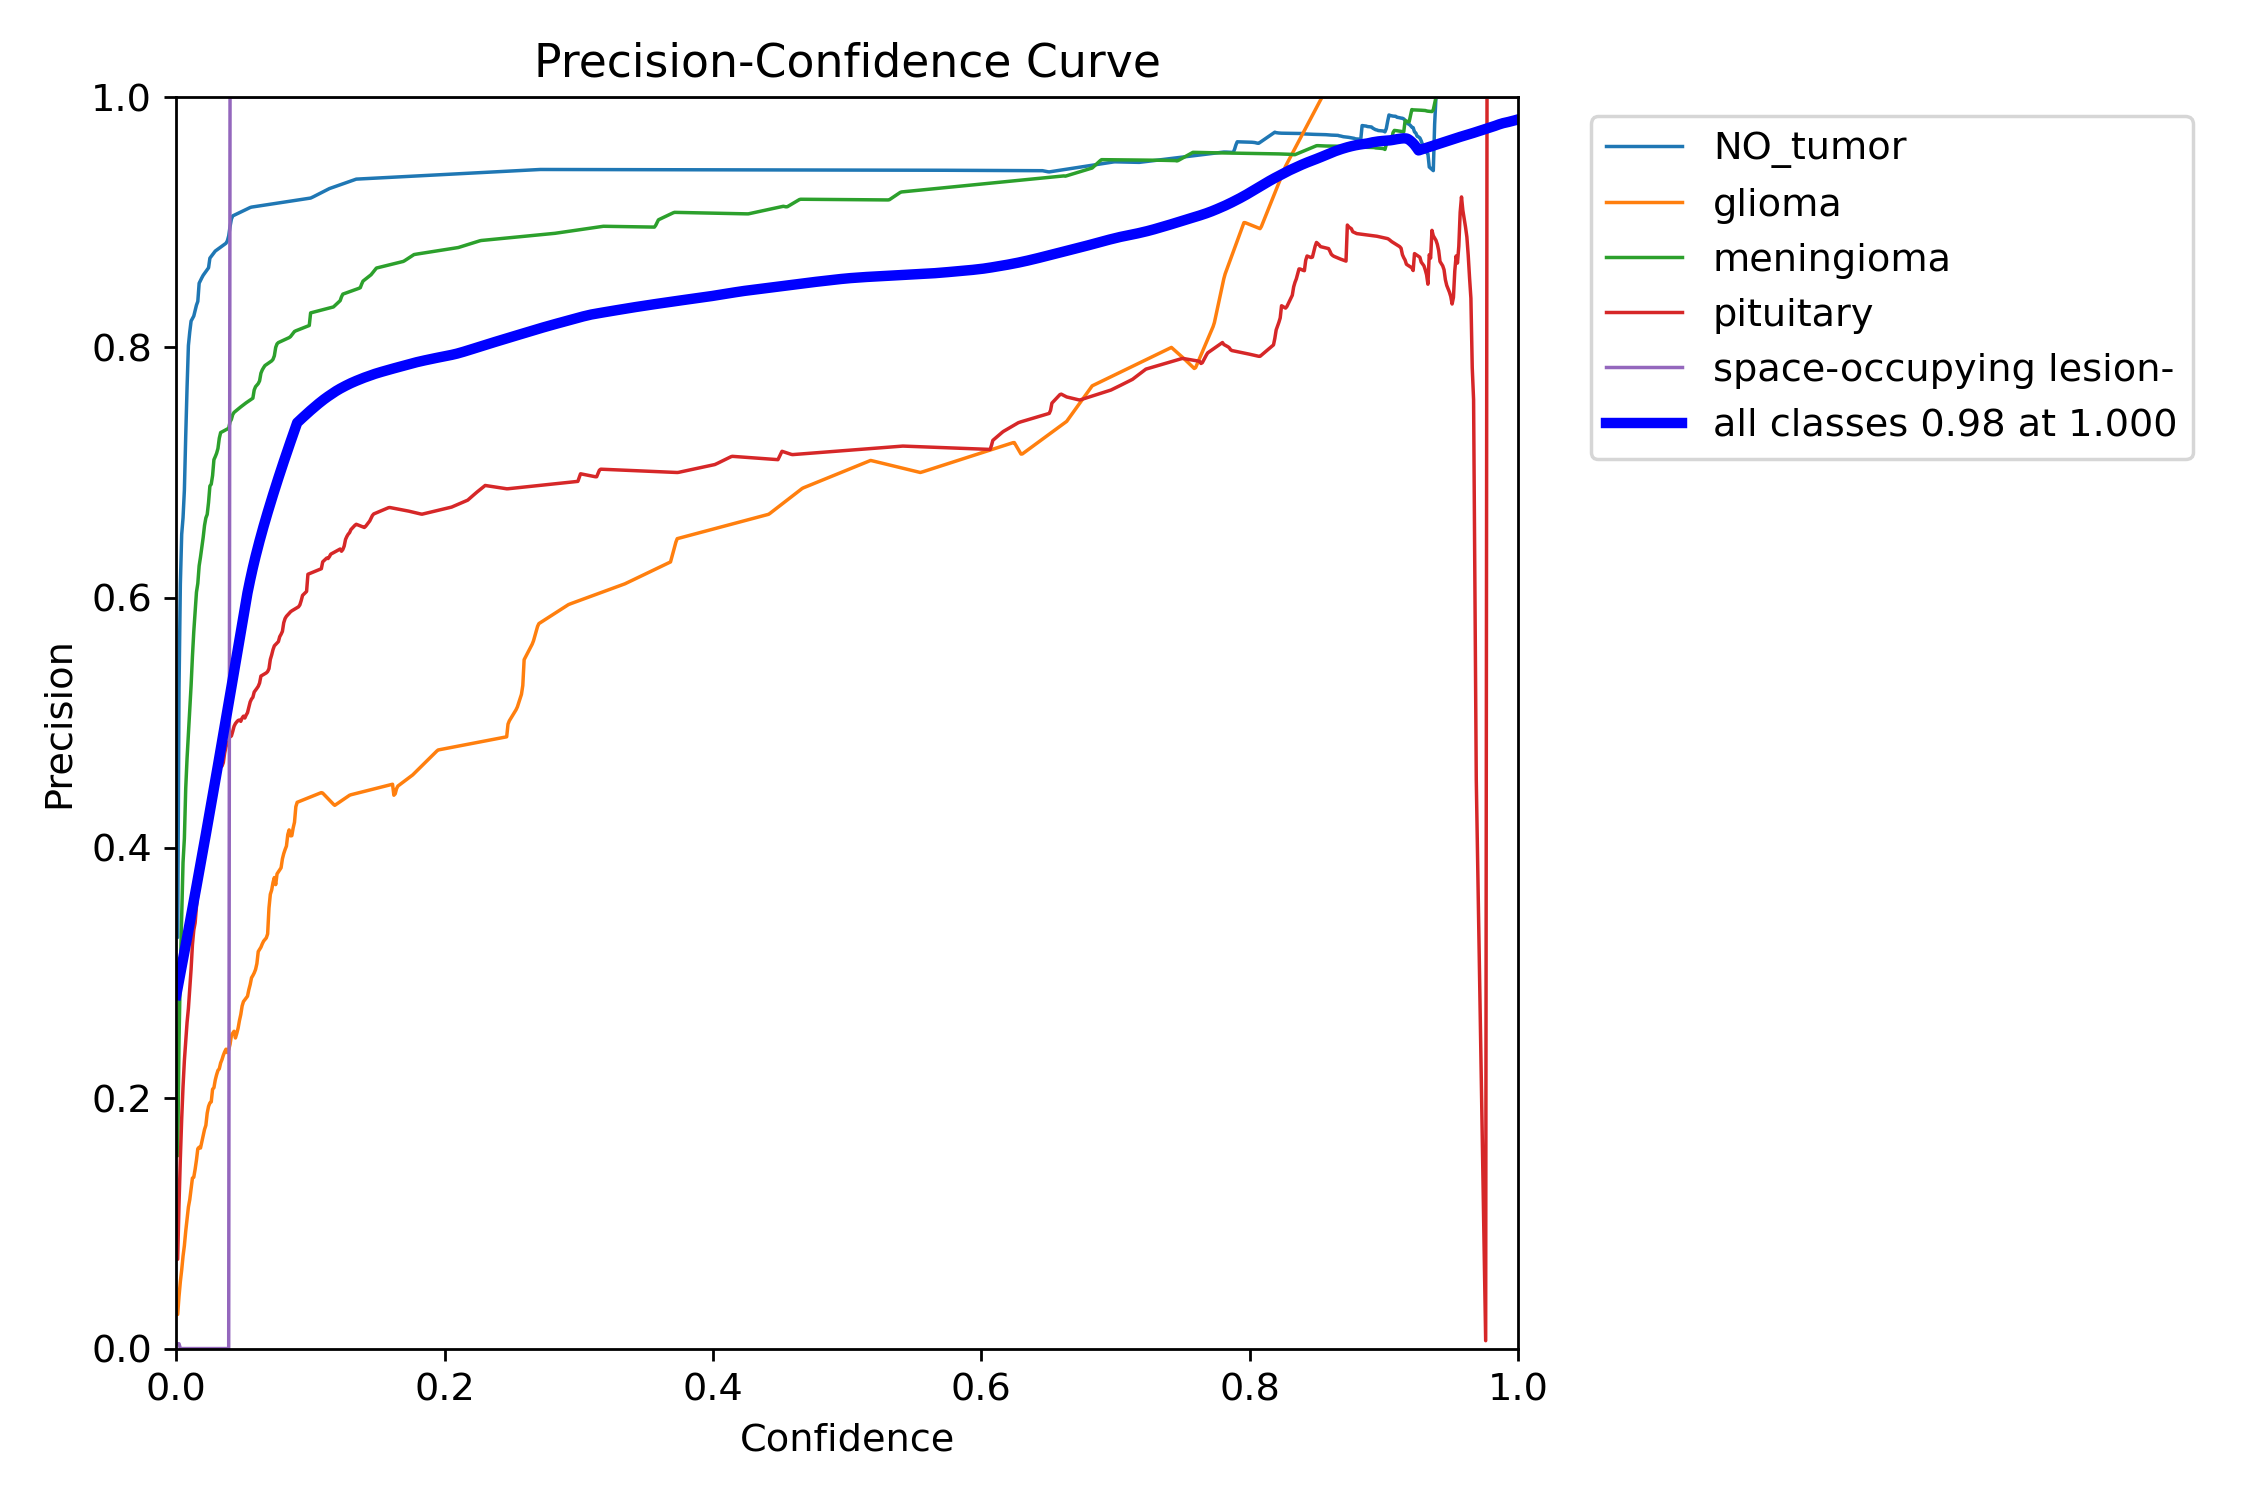 Precision-Confidence Curve
1.0
0.8
0.6
0.4
0.2
0.0
Precision
0.0 0.2 0.4 0.6 0.8 1.0
Confidence
NO_tumor
glioma
meningioma
pituitary
space-occupying lesion-
all classes 0.98 at 1.000